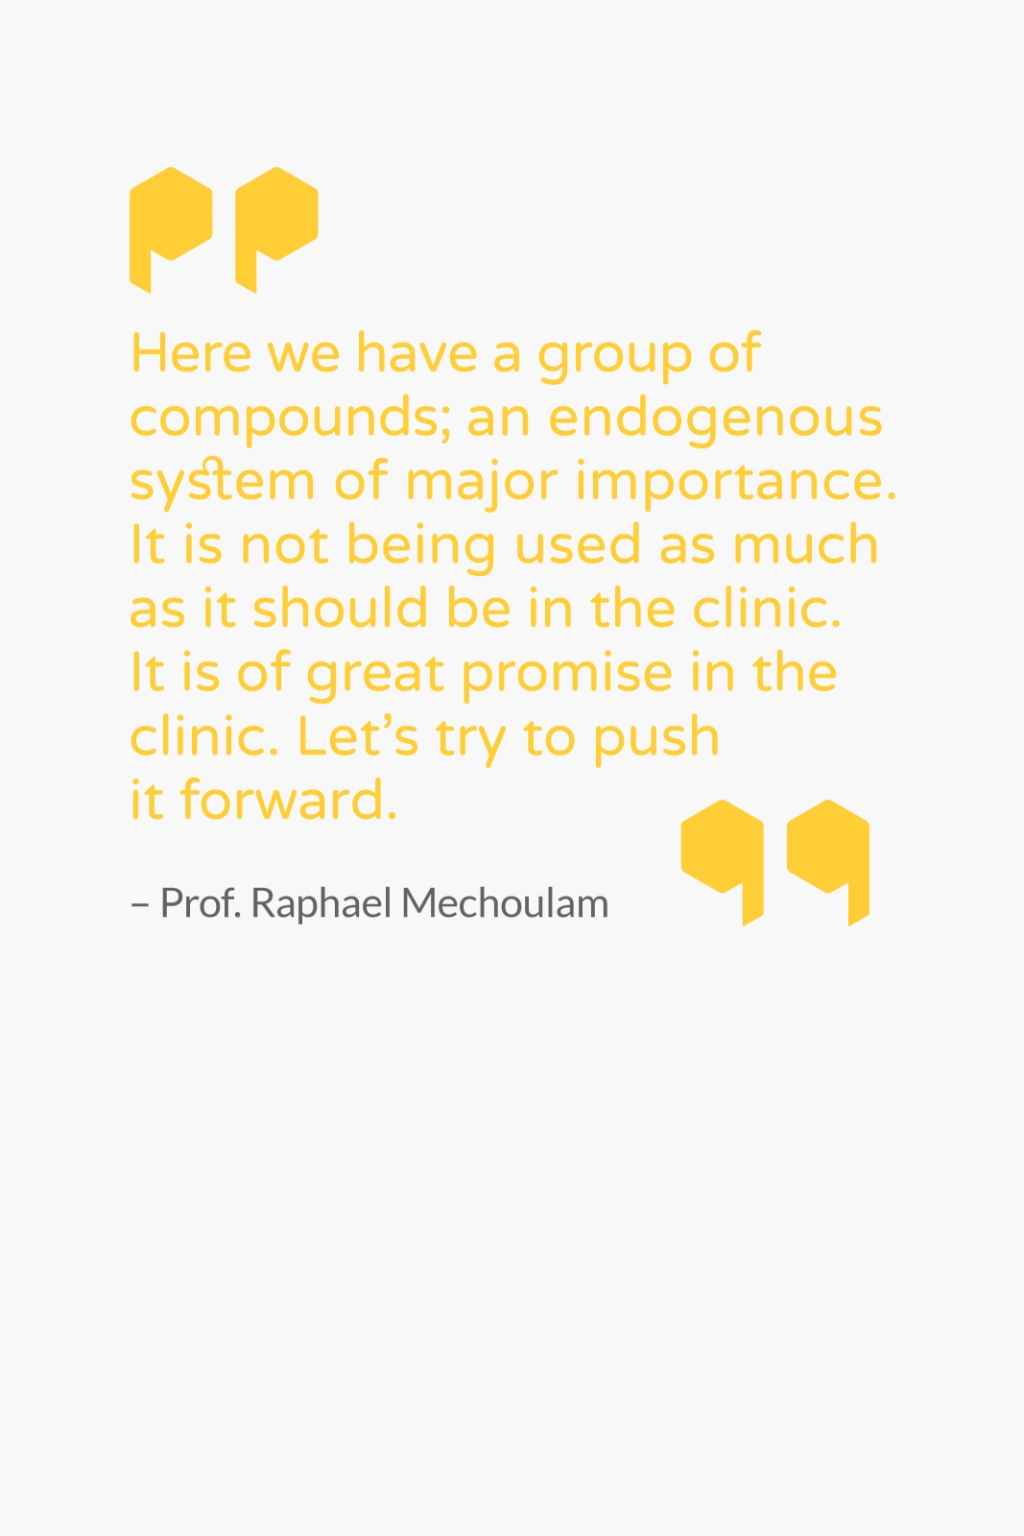 Here we have a group of
compounds; an endogenous
system of major importance.
It is not being used as much
as it should be in the clinic.
It is of great promise in the
clinic. Let’s try to push
it forward.
– Prof. Raphael Mechoulam